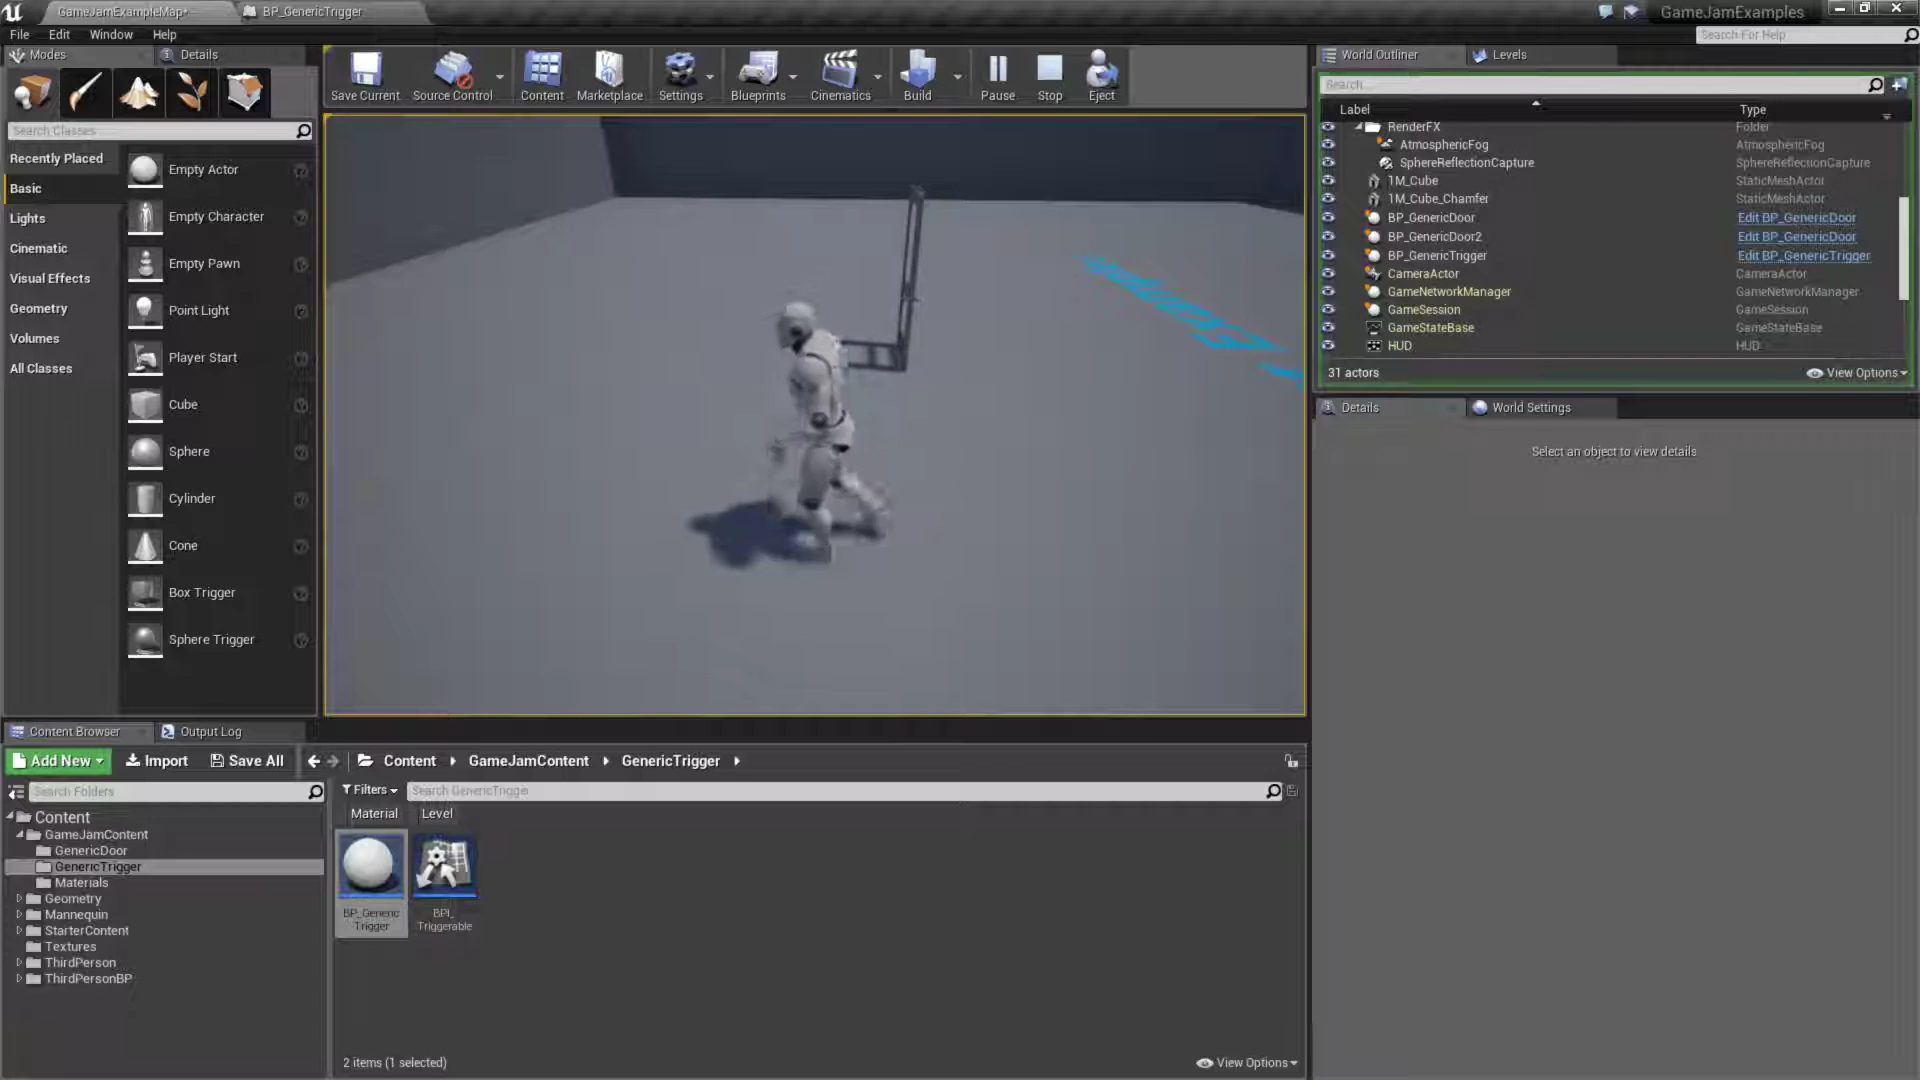 GameJamExampleMap*
BP_GenericTrigger
GameJamExamples
File Edit Window Help
Search For Help
Modes
Details
Save Current
Source Control
Content
Marketplace
Settings
Blueprints
Cinematics
Build
Pause
Stop
Eject
World Outliner
Levels
Search Classes
Search...
Label
Type
Recently Placed
Basic
Lights
Cinematic
Visual Effects
Geometry
Volumes
All Classes
Empty Actor
Empty Character
Empty Pawn
Point Light
Player Start
Cube
Sphere
Cylinder
Cone
Box Trigger
Sphere Trigger
RenderFX Folder
AtmosphericFog AtmosphericFog
SphereReflectionCapture SphereReflectionCapture
1M_Cube StaticMeshActor
1M_Cube_Chamfer StaticMeshActor
BP_GenericDoor Edit BP_GenericDoor
BP_GenericDoor2 Edit BP_GenericDoor
BP_GenericTrigger Edit BP_GenericTrigger
CameraActor CameraActor
GameNetworkManager GameNetworkManager
GameSession GameSession
GameStateBase GameStateBase
HUD HUD
31 actors
View Options
Details
World Settings
Select an object to view details
Content Browser
Output Log
Add New
Import
Save All
Content
GameJamContent
GenericTrigger
Search Folders
Filters
Search GenericTrigger
Material
Level
Content
GameJamContent
GenericDoor
GenericTrigger
Materials
Geometry
Mannequin
StarterContent
Textures
ThirdPerson
ThirdPersonBP
BP_Generic
Trigger
BPI_
Triggerable
2 items (1 selected)
View Options